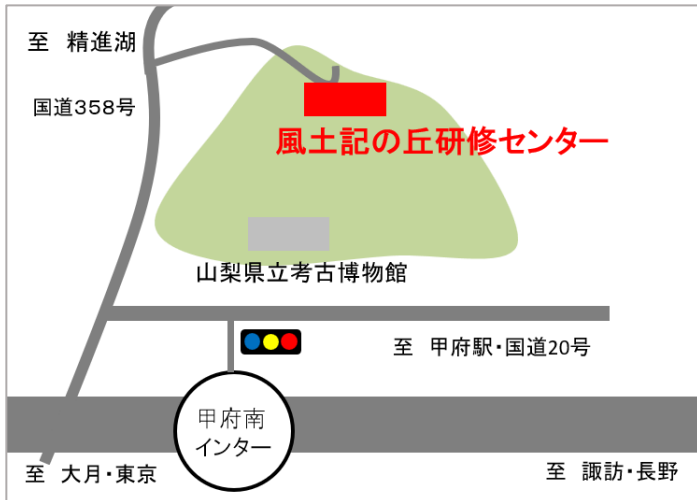 至 精進湖
国道358号
風土記の丘研修センター
山梨県立考古博物館
至 甲府駅・国道20号
甲府南
インター
至 大月・東京
至 諏訪・長野